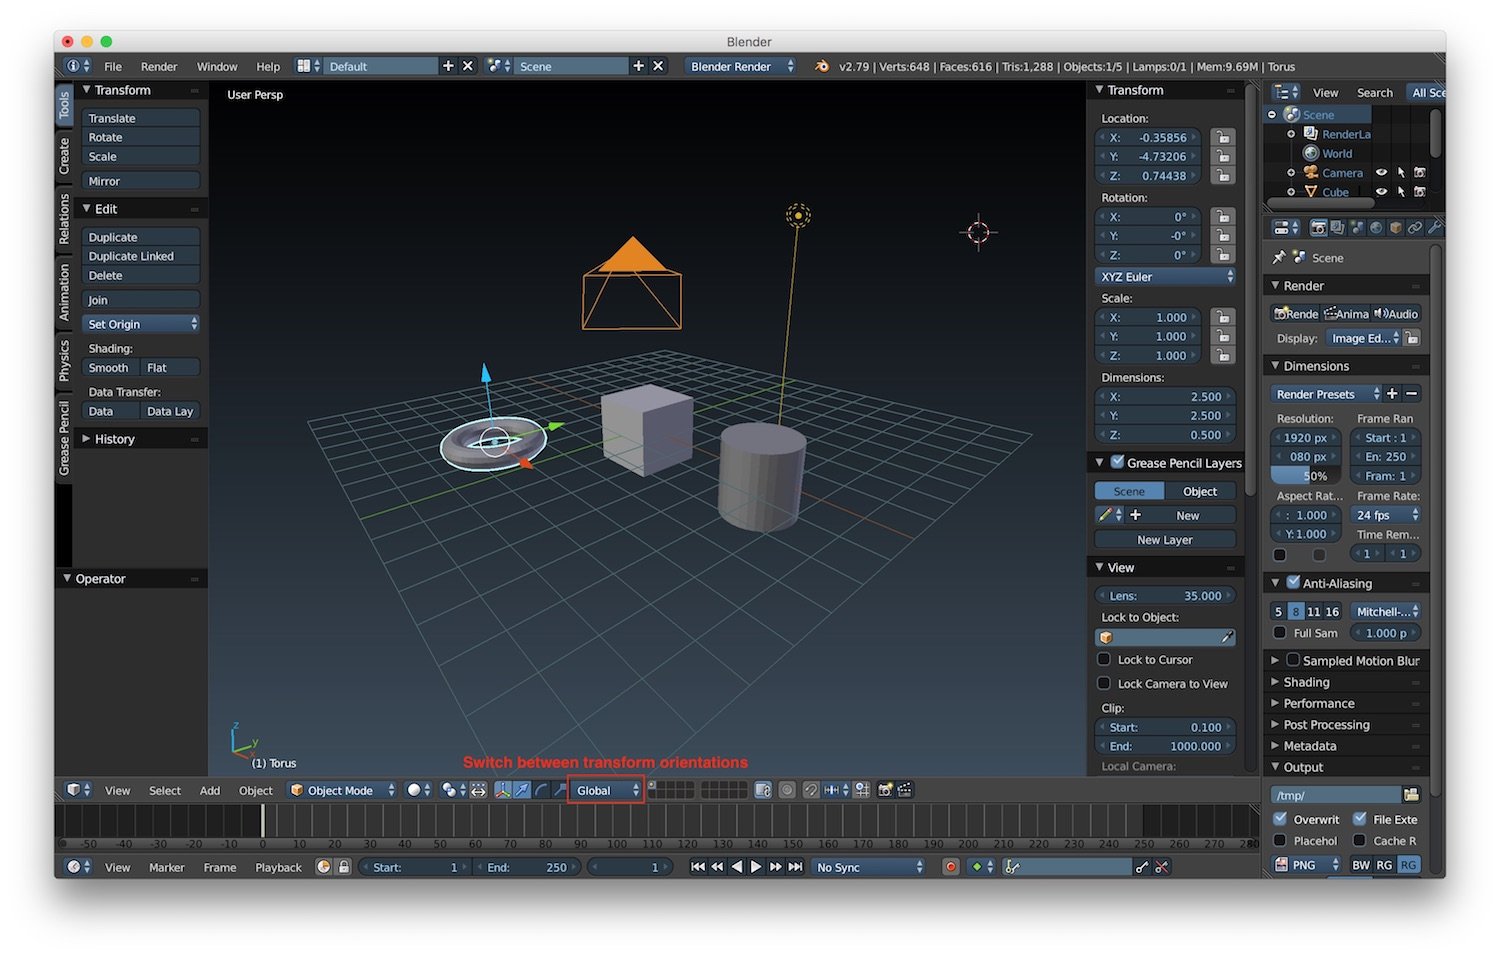 Blender
File Render Window Help Default Scene Blender Render v2.79 | Verts:648 | Faces:616 | Tris:1,288 | Objects:1/5 | Lamps:0/1 | Mem:9.69M | Torus
Tools
Create
Relations
Animation
Physics
Grease Pencil
Transform
Translate
Rotate
Scale
Mirror
Edit
Duplicate
Duplicate Linked
Delete
Join
Set Origin
Shading:
Smooth Flat
Data Transfer:
Data Data Lay
History
Operator
User Persp
z
y
x
(1) Torus
Switch between transform orientations
Transform
Location:
X: -0.35856
Y: -4.73206
Z: 0.74438
Rotation:
X: 0°
Y: -0°
Z: 0°
XYZ Euler
Scale:
X: 1.000
Y: 1.000
Z: 1.000
Dimensions:
X: 2.500
Y: 2.500
Z: 0.500
Grease Pencil Layers
Scene Object
New
New Layer
View
Lens: 35.000
Lock to Object:
Lock to Cursor
Lock Camera to View
Clip:
Start: 0.100
End: 1000.000
Local Camera:
View Search All Sce
Scene
RenderLa
World
Camera
Cube
Scene
Render
Rende Anima Audio
Display: Image Ed...
Dimensions
Render Presets
Resolution: Frame Ran
1920 px Start : 1
080 px En: 250
50% Fram: 1
Aspect Rat... Frame Rate:
: 1.000 24 fps
Y: 1.000 Time Rem...
1 1
Anti-Aliasing
5 8 11 16 Mitchell-...
Full Sam 1.000 p
Sampled Motion Blur
Shading
Performance
Post Processing
Metadata
Output
/tmp/
Overwrit File Exte
Placehol Cache R
PNG BW RG RG
View Select Add Object Object Mode Global
-50 -40 -30 -20 -10 0 10 20 30 40 50 60 70 80 90 100 110 120 130 140 150 160 170 180 190 200 210 220 230 240 250 260 270 280
View Marker Frame Playback Start: 1 End: 250 1 No Sync